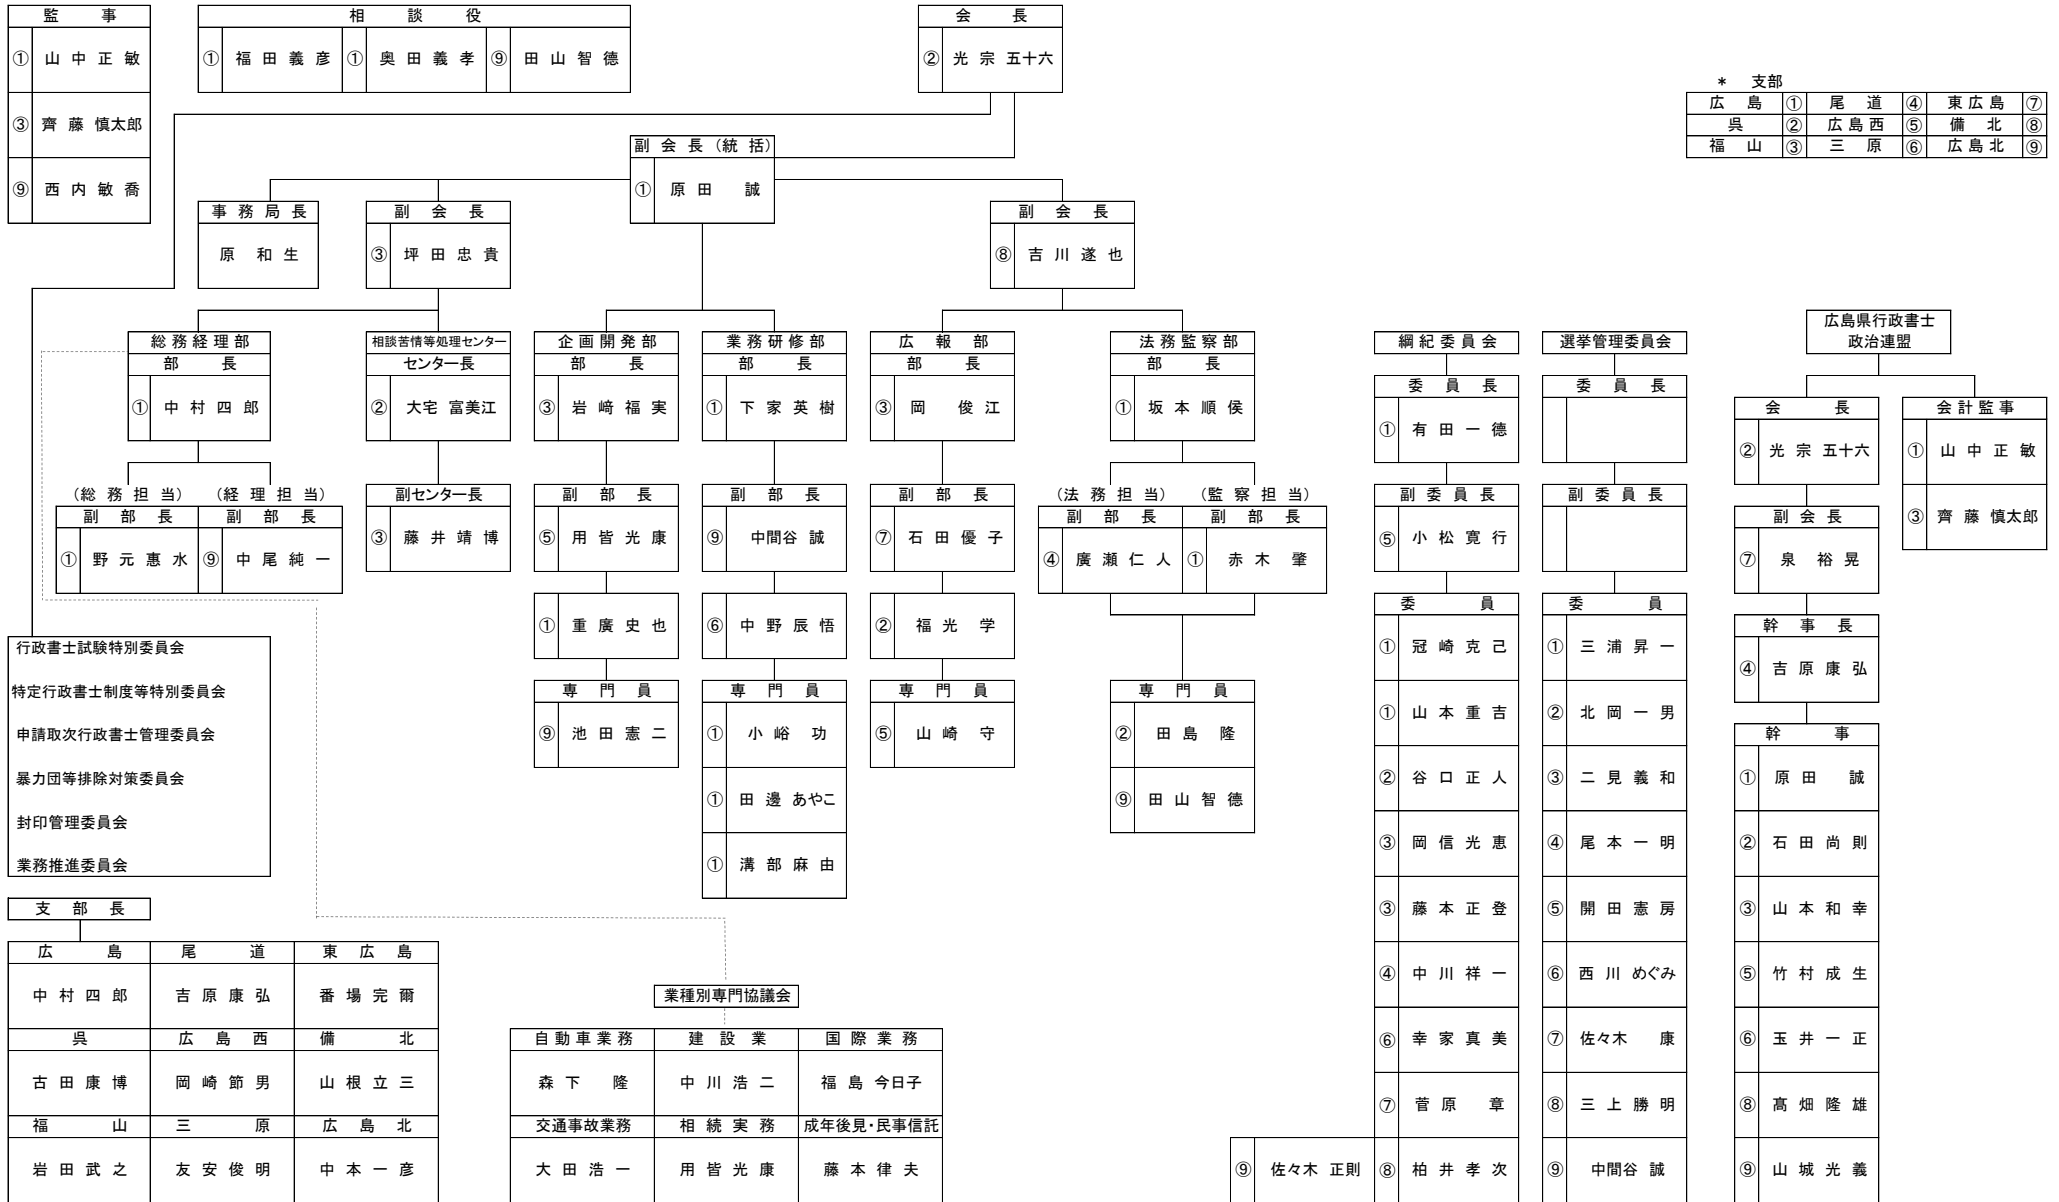 監事
① 山中正敏
③ 齊藤慎太郎
⑨ 西内敏喬
相談役
① 福田義彦 ① 奥田義孝 ⑨ 田山智德
会長
② 光宗五十六
* 支部
広島 ① 尾道 ④ 東広島 ⑦
呉 ② 広島西 ⑤ 備北 ⑧
福山 ③ 三原 ⑥ 広島北 ⑨
副会長（統括）
① 原田 誠
事務局長
原 和生
副会長
③ 坪田忠貴
副会長
⑧ 吉川遂也
総務経理部
部長
① 中村四郎
（総務担当）
副部長
① 野元惠水
（経理担当）
副部長
⑨ 中尾純一
相談苦情等処理センター
センター長
② 大宅 富美江
副センター長
③ 藤井靖博
企画開発部
部長
③ 岩﨑福実
副部長
⑤ 用皆光康
① 重廣史也
専門員
⑨ 池田憲二
業務研修部
部長
① 下家英樹
副部長
⑨ 中間谷 誠
⑥ 中野辰悟
専門員
① 小峪 功
① 田邊 あやこ
① 溝部麻由
広報部
部長
③ 岡 俊江
副部長
⑦ 石田優子
② 福光 学
専門員
⑤ 山崎 守
法務監察部
部長
① 坂本順侯
（法務担当）
副部長
④ 廣瀬仁人
（監察担当）
副部長
① 赤木 肇
専門員
② 田島 隆
⑨ 田山智德
綱紀委員会
委員長
① 有田一德
副委員長
⑤ 小松寛行
委員
① 冠崎克己
① 山本重吉
② 谷口正人
③ 岡信光恵
③ 藤本正登
④ 中川祥一
⑥ 幸家真美
⑦ 菅原 章
⑨ 佐々木 正則 ⑧ 柏井孝次
選挙管理委員会
委員長
副委員長
委員
① 三浦昇一
② 北岡一男
③ 二見義和
④ 尾本一明
⑤ 開田憲房
⑥ 西川 めぐみ
⑦ 佐々木 康
⑧ 三上勝明
⑨ 中間谷 誠
広島県行政書士
政治連盟
会長
② 光宗五十六
副会長
⑦ 泉 裕晃
幹事長
④ 吉原康弘
幹事
① 原田 誠
② 石田尚則
③ 山本和幸
⑤ 竹村成生
⑥ 玉井一正
⑧ 髙畑隆雄
⑨ 山城光義
会計監事
① 山中正敏
③ 齊藤慎太郎
行政書士試験特別委員会
特定行政書士制度等特別委員会
申請取次行政書士管理委員会
暴力団等排除対策委員会
封印管理委員会
業務推進委員会
支部長
広島 尾道 東広島
中村四郎 吉原康弘 番場完爾
呉 広島西 備北
古田康博 岡崎節男 山根立三
福山 三原 広島北
岩田武之 友安俊明 中本一彦
業種別専門協議会
自動車業務 建設業 国際業務
森下 隆 中川浩二 福島 今日子
交通事故業務 相続実務 成年後見・民事信託
大田浩一 用皆光康 藤本律夫